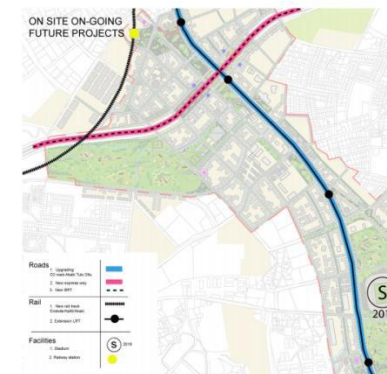 ON SITE ON-GOING
FUTURE PROJECTS
Roads
1. Upgrading
2. New express way
3. New BRT
Rail
1. New rail track
2. Extension LRT
Facilities
1. Stadium
S 2016
2. Railway station
S
201